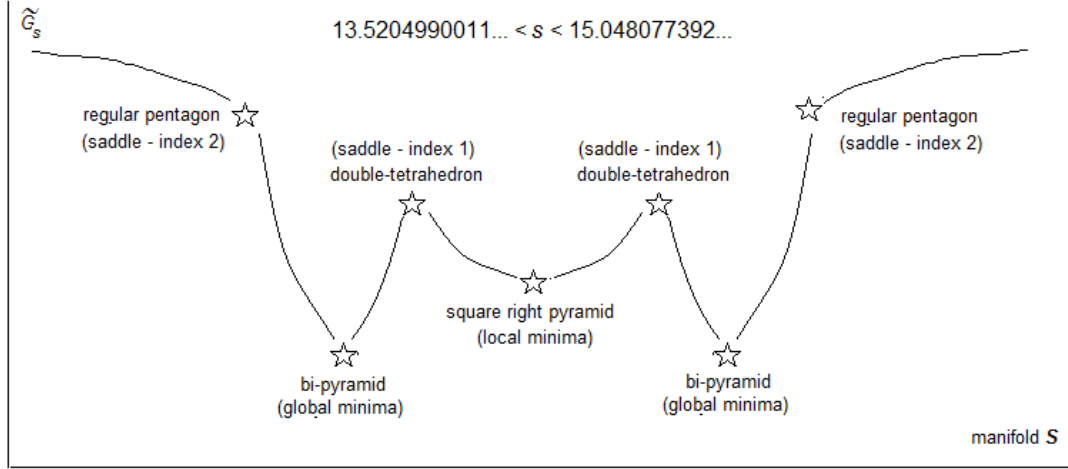 G̃ₛ
13.5204990011... < s < 15.048077392...
regular pentagon
(saddle - index 2)
(saddle - index 1)
double-tetrahedron
(saddle - index 1)
double-tetrahedron
regular pentagon
(saddle - index 2)
square right pyramid
(local minima)
bi-pyramid
(global minima)
bi-pyramid
(global minima)
manifold S